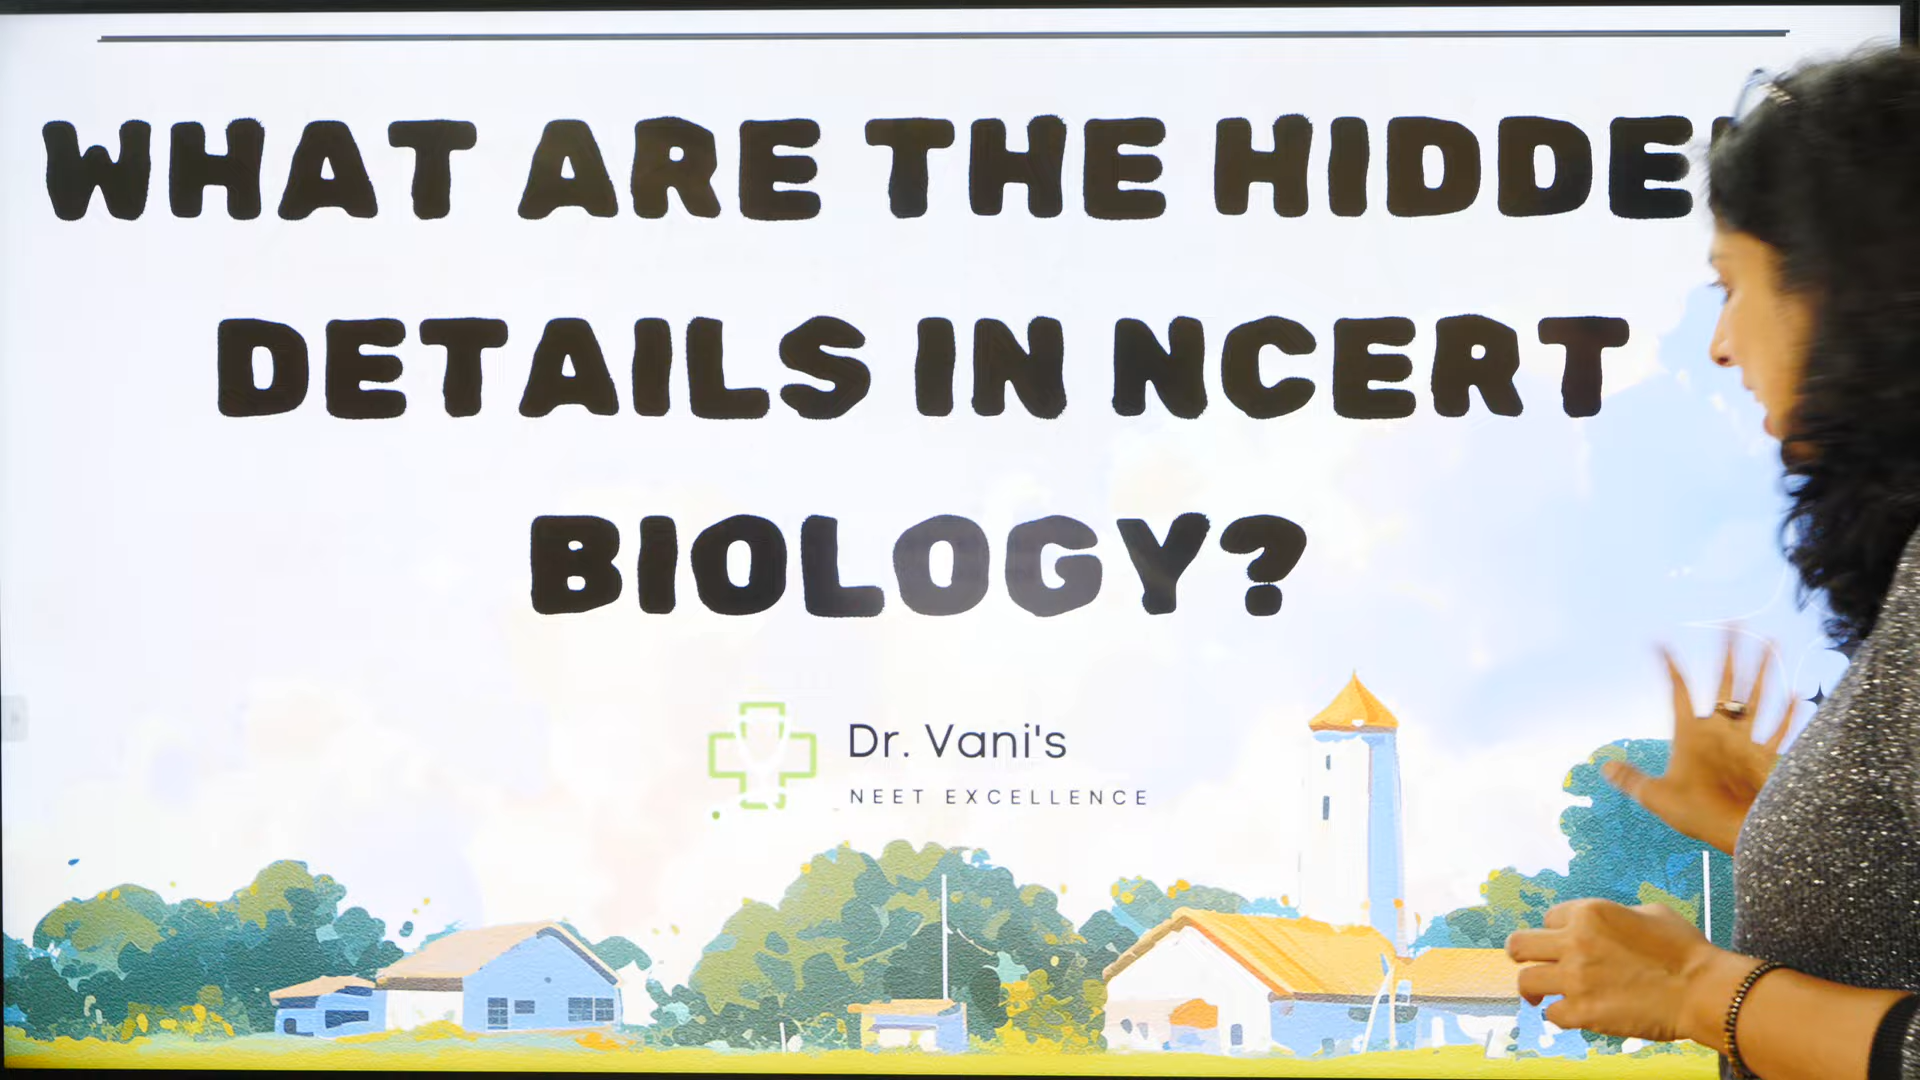 WHAT ARE THE HIDDE
DETAILS IN NCERT
BIOLOGY?
Dr. Vani's
NEET EXCELLENCE